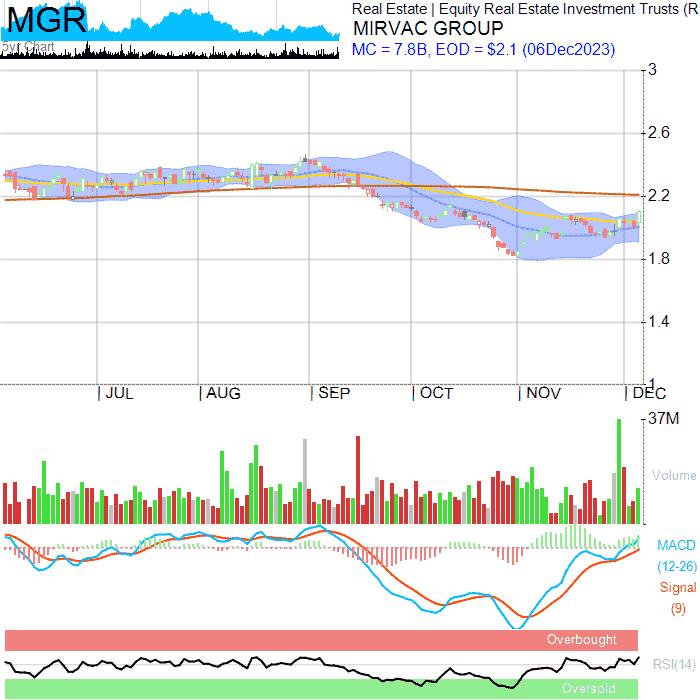 MGR
5yr Chart
Real Estate | Equity Real Estate Investment Trusts (R
MIRVAC GROUP
MC = 7.8B, EOD = $2.1 (06Dec2023)
3
2.6
2.2
1.8
1.4
1
| JUL | AUG | SEP | OCT | NOV | DEC
37M
Volume
MACD
(12-26)
Signal
(9)
Overbought
RSI(14)
Oversold